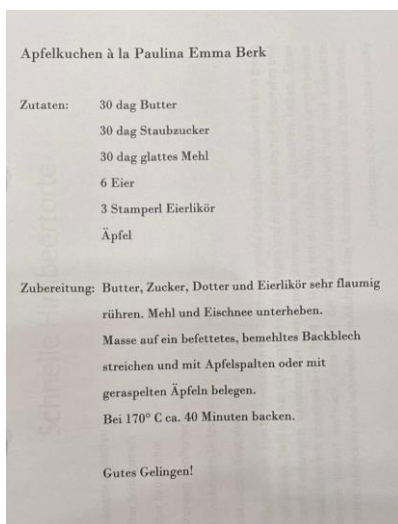 Apfelkuchen à la Paulina Emma Berk
Zutaten: 30 dag Butter
30 dag Staubzucker
30 dag glattes Mehl
6 Eier
3 Stamperl Eierlikör
Äpfel
Zubereitung: Butter, Zucker, Dotter und Eierlikör sehr flaumig
rühren. Mehl und Eischnee unterheben.
Masse auf ein befettetes, bemehltes Backblech
streichen und mit Apfelspalten oder mit
geraspelten Äpfeln belegen.
Bei 170° C ca. 40 Minuten backen.
Gutes Gelingen!